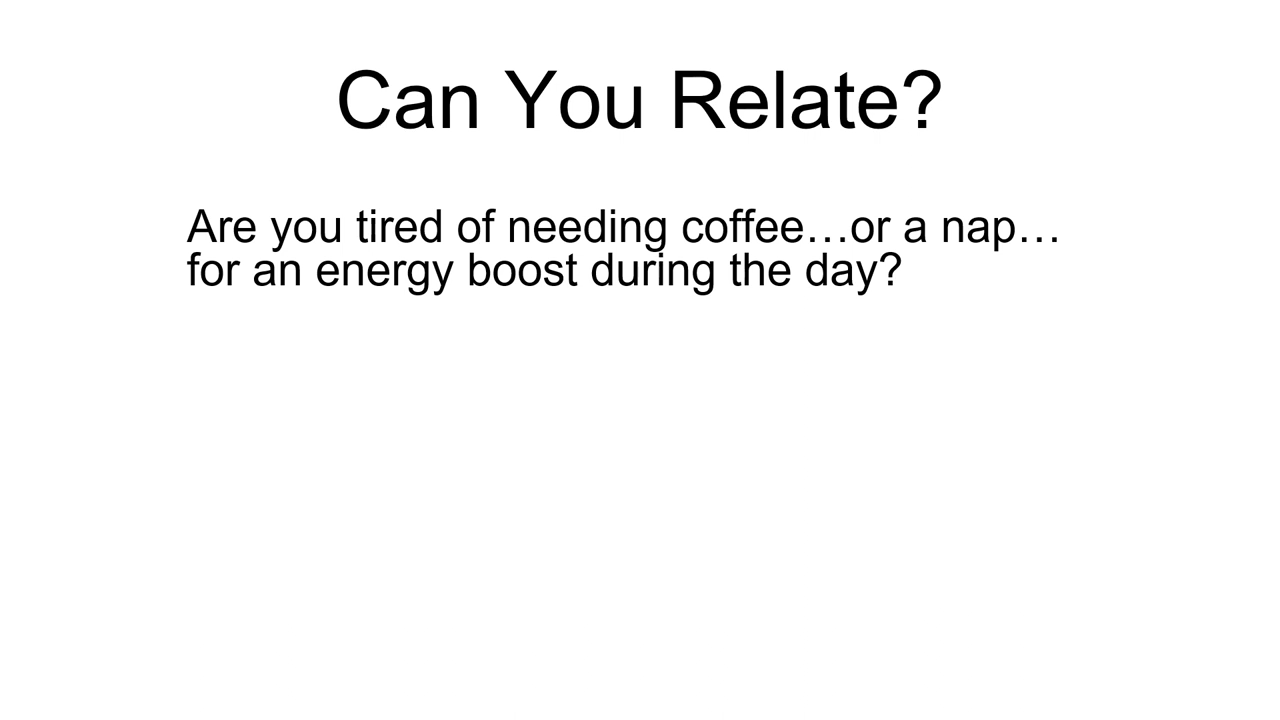 Can You Relate?
Are you tired of needing coffee…or a nap…
for an energy boost during the day?